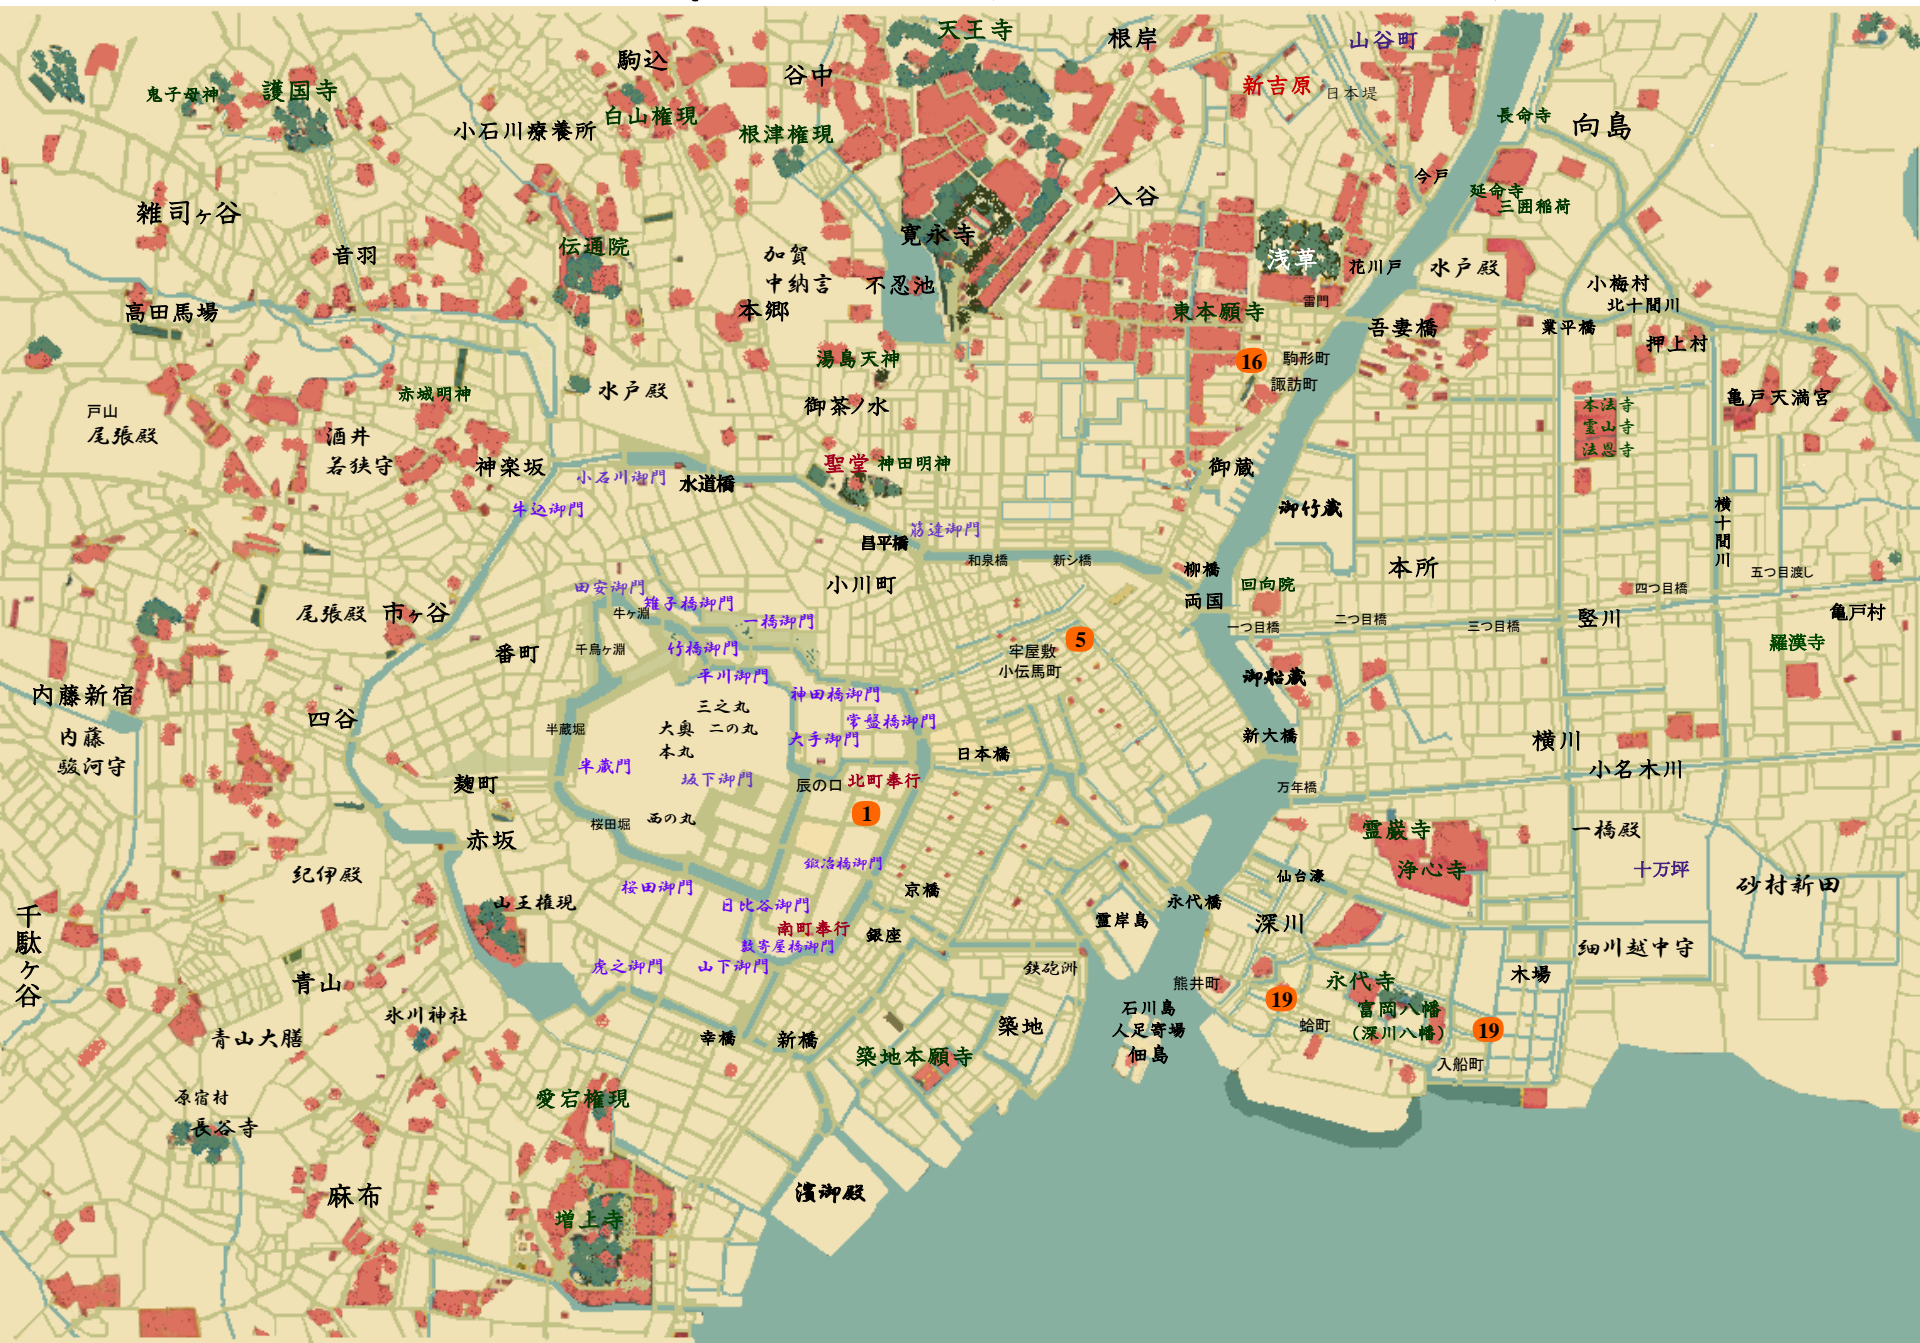 天王寺
根岸
山谷町
駒込
谷中
新吉原
日本堤
鬼子母神
護国寺
白山権現
小石川療養所
根津権現
長命寺
向島
今戸
延命寺
三囲稲荷
入谷
雑司ヶ谷
寛永寺
伝通院
音羽
加賀
中納言
不忍池
浅草
花川戸
水戸殿
小梅村
北十間川
高田馬場
本郷
東本願寺
雷門
吾妻橋
業平橋
押上村
湯島天神
16
駒形町
諏訪町
赤城明神
水戸殿
御茶ノ水
亀戸天満宮
本法寺
霊山寺
法恩寺
戸山
尾張殿
酒井
若狭守
神楽坂
聖堂
神田明神
御蔵
小石川御門
水道橋
牛込御門
御竹蔵
横十間川
筋違御門
昌平橋
和泉橋
新シ橋
柳橋
両国
本所
回向院
五つ目渡し
四つ目橋
小川町
田安御門
雉子橋御門
牛ヶ淵
一橋御門
尾張殿
市ヶ谷
亀戸村
竪川
一つ目橋
二つ目橋
三つ目橋
5
羅漢寺
番町
千鳥ヶ淵
竹橋御門
牢屋敷
小伝馬町
平川御門
御船蔵
内藤新宿
神田橋御門
三之丸
四谷
常盤橋御門
大奥
二の丸
半蔵堀
大手御門
本丸
新大橋
横川
内藤
駿河守
日本橋
半蔵門
坂下御門
小名木川
麹町
辰の口
北町奉行
万年橋
1
西の丸
桜田堀
赤坂
霊巌寺
一橋殿
鍛冶橋御門
浄心寺
十万坪
紀伊殿
仙台濠
砂村新田
桜田御門
京橋
山王権現
日比谷御門
永代橋
霊岸島
深川
千駄ヶ谷
南町奉行
銀座
数寄屋橋御門
細川越中守
虎之御門
山下御門
鉄砲洲
木場
青山
熊井町
永代寺
19
石川島
人足寄場
佃島
富岡八幡
(深川八幡)
19
蛤町
氷川神社
青山大膳
幸橋
新橋
築地
築地本願寺
入船町
原宿村
長谷寺
愛宕権現
麻布
濱御殿
増上寺